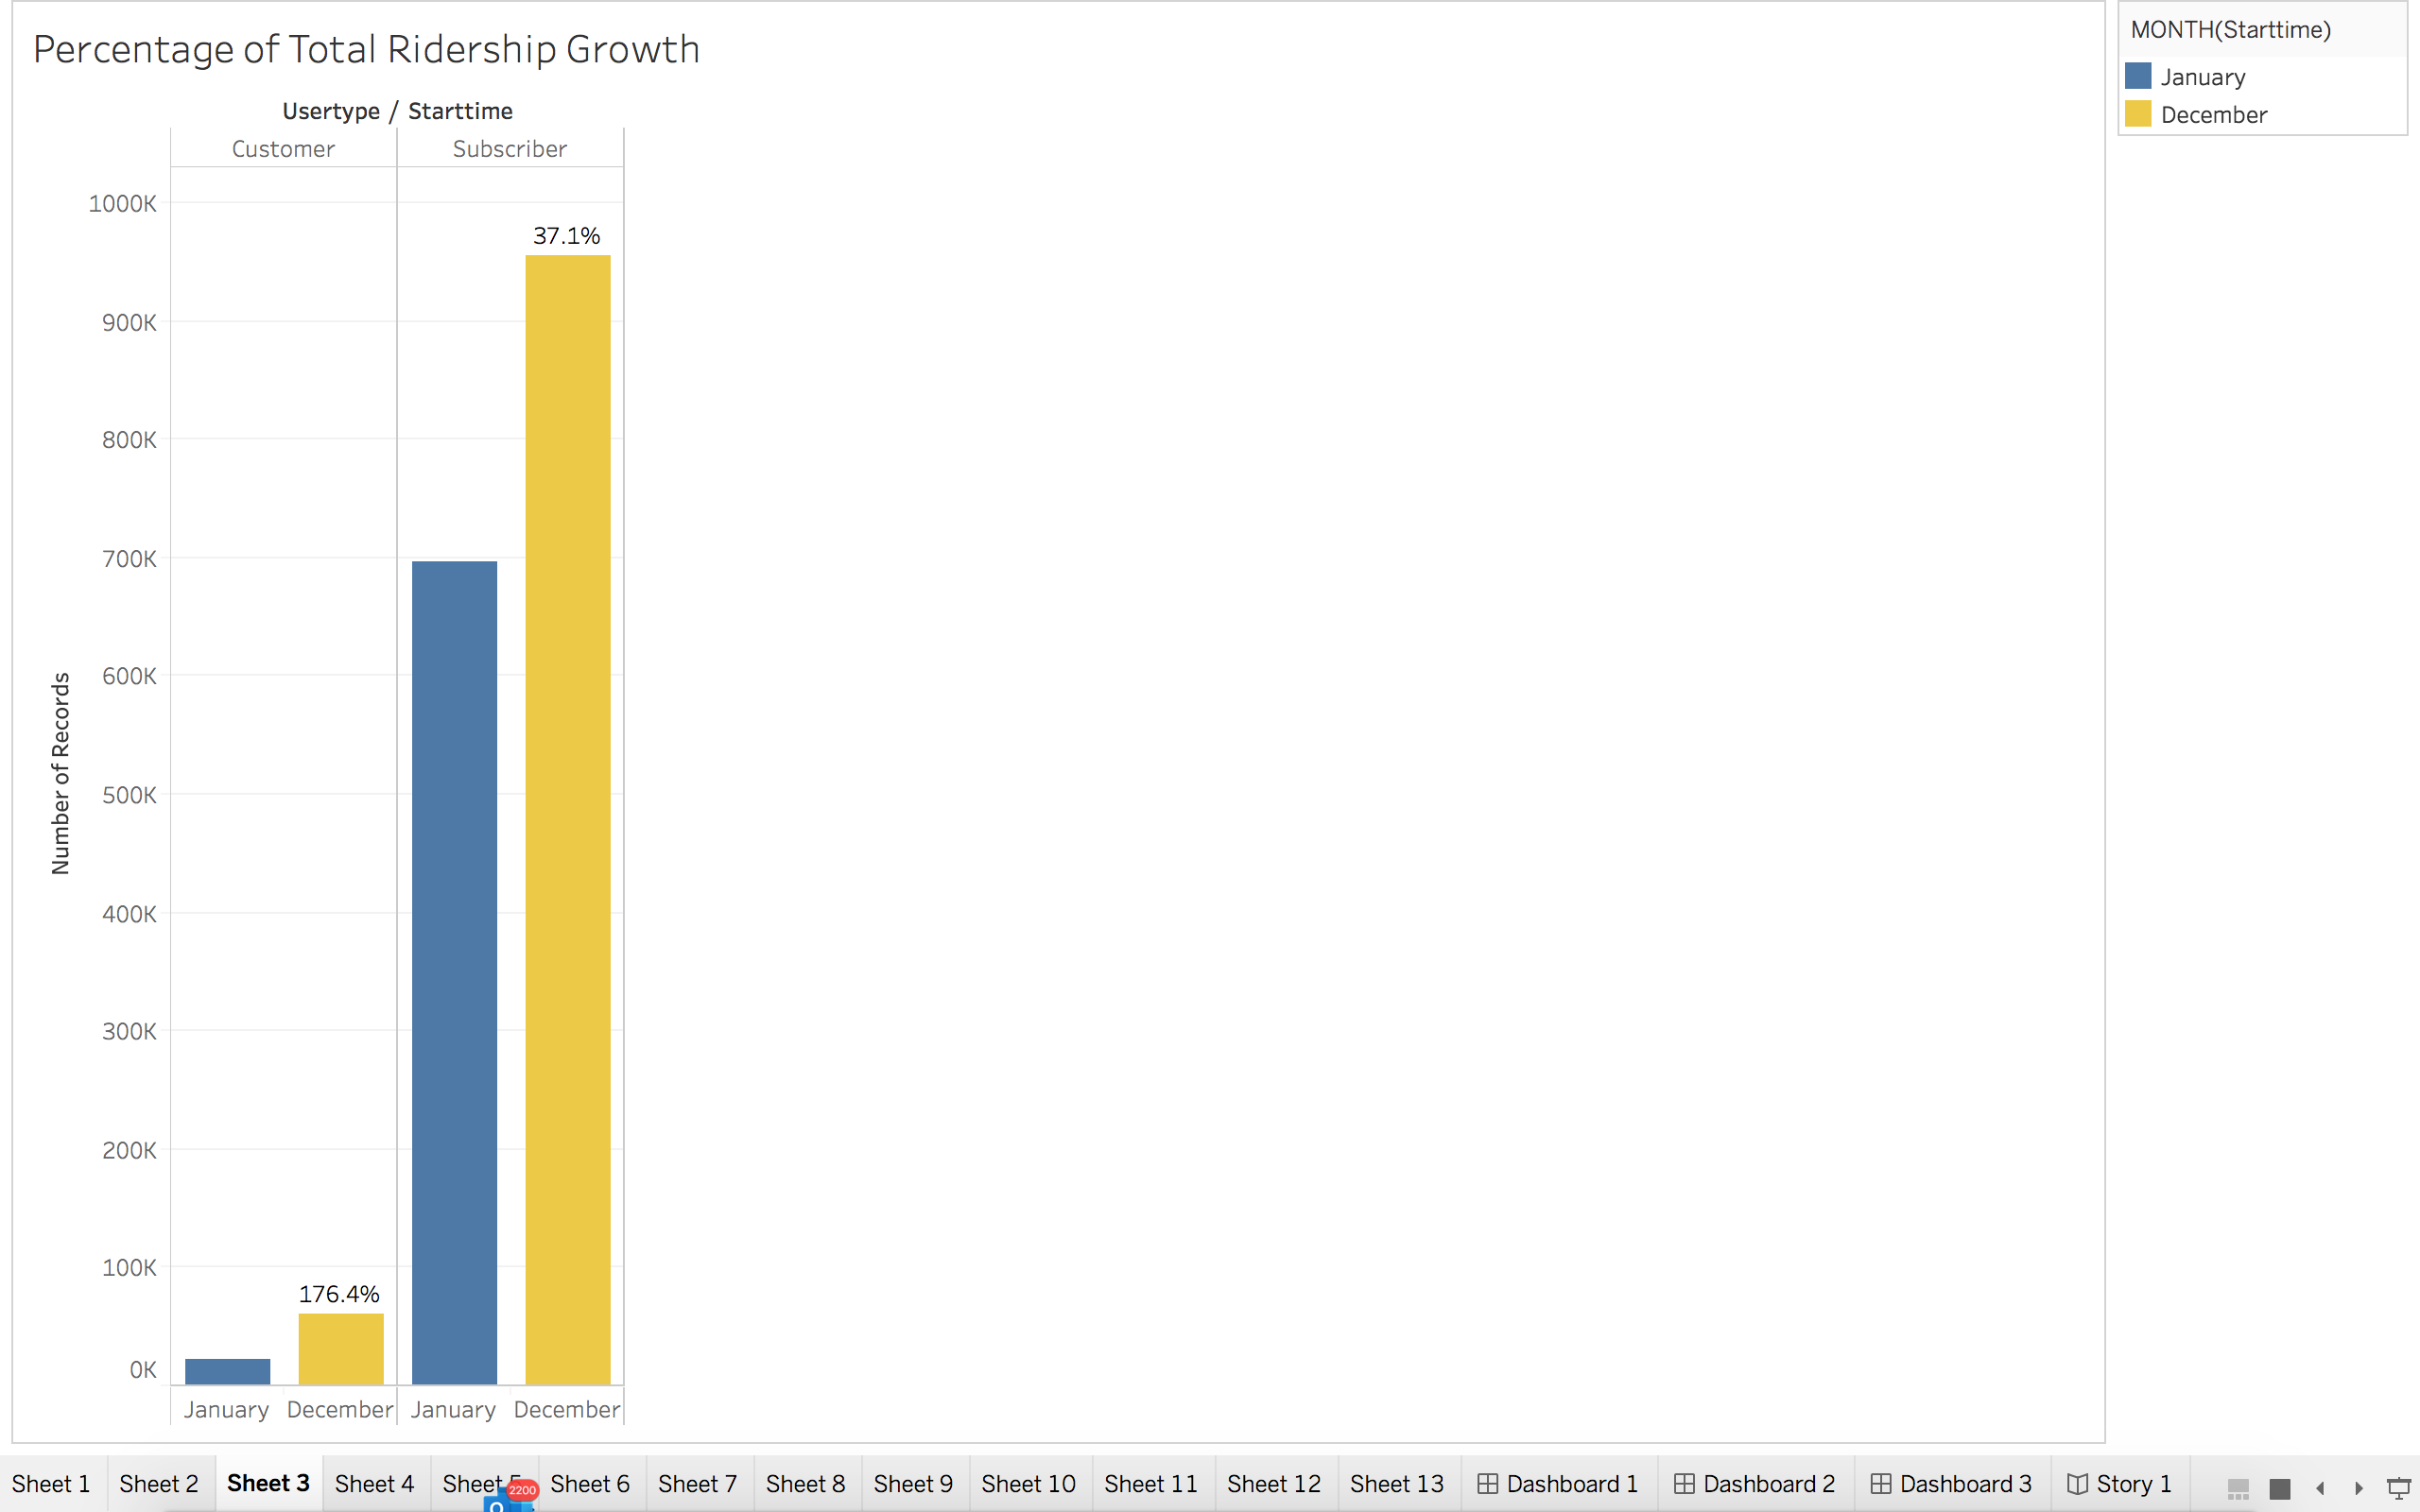 Percentage of Total Ridership Growth
Usertype / Starttime
Customer Subscriber
1000K
900K
800K
700K
600K
500K
400K
300K
200K
100K
0K
Number of Records
37.1%
176.4%
January December January December
MONTH(Starttime)
January
December
Sheet 1 Sheet 2 Sheet 3 Sheet 4 Sheet 5 Sheet 6 Sheet 7 Sheet 8 Sheet 9 Sheet 10 Sheet 11 Sheet 12 Sheet 13 Dashboard 1 Dashboard 2 Dashboard 3 Story 1
2200